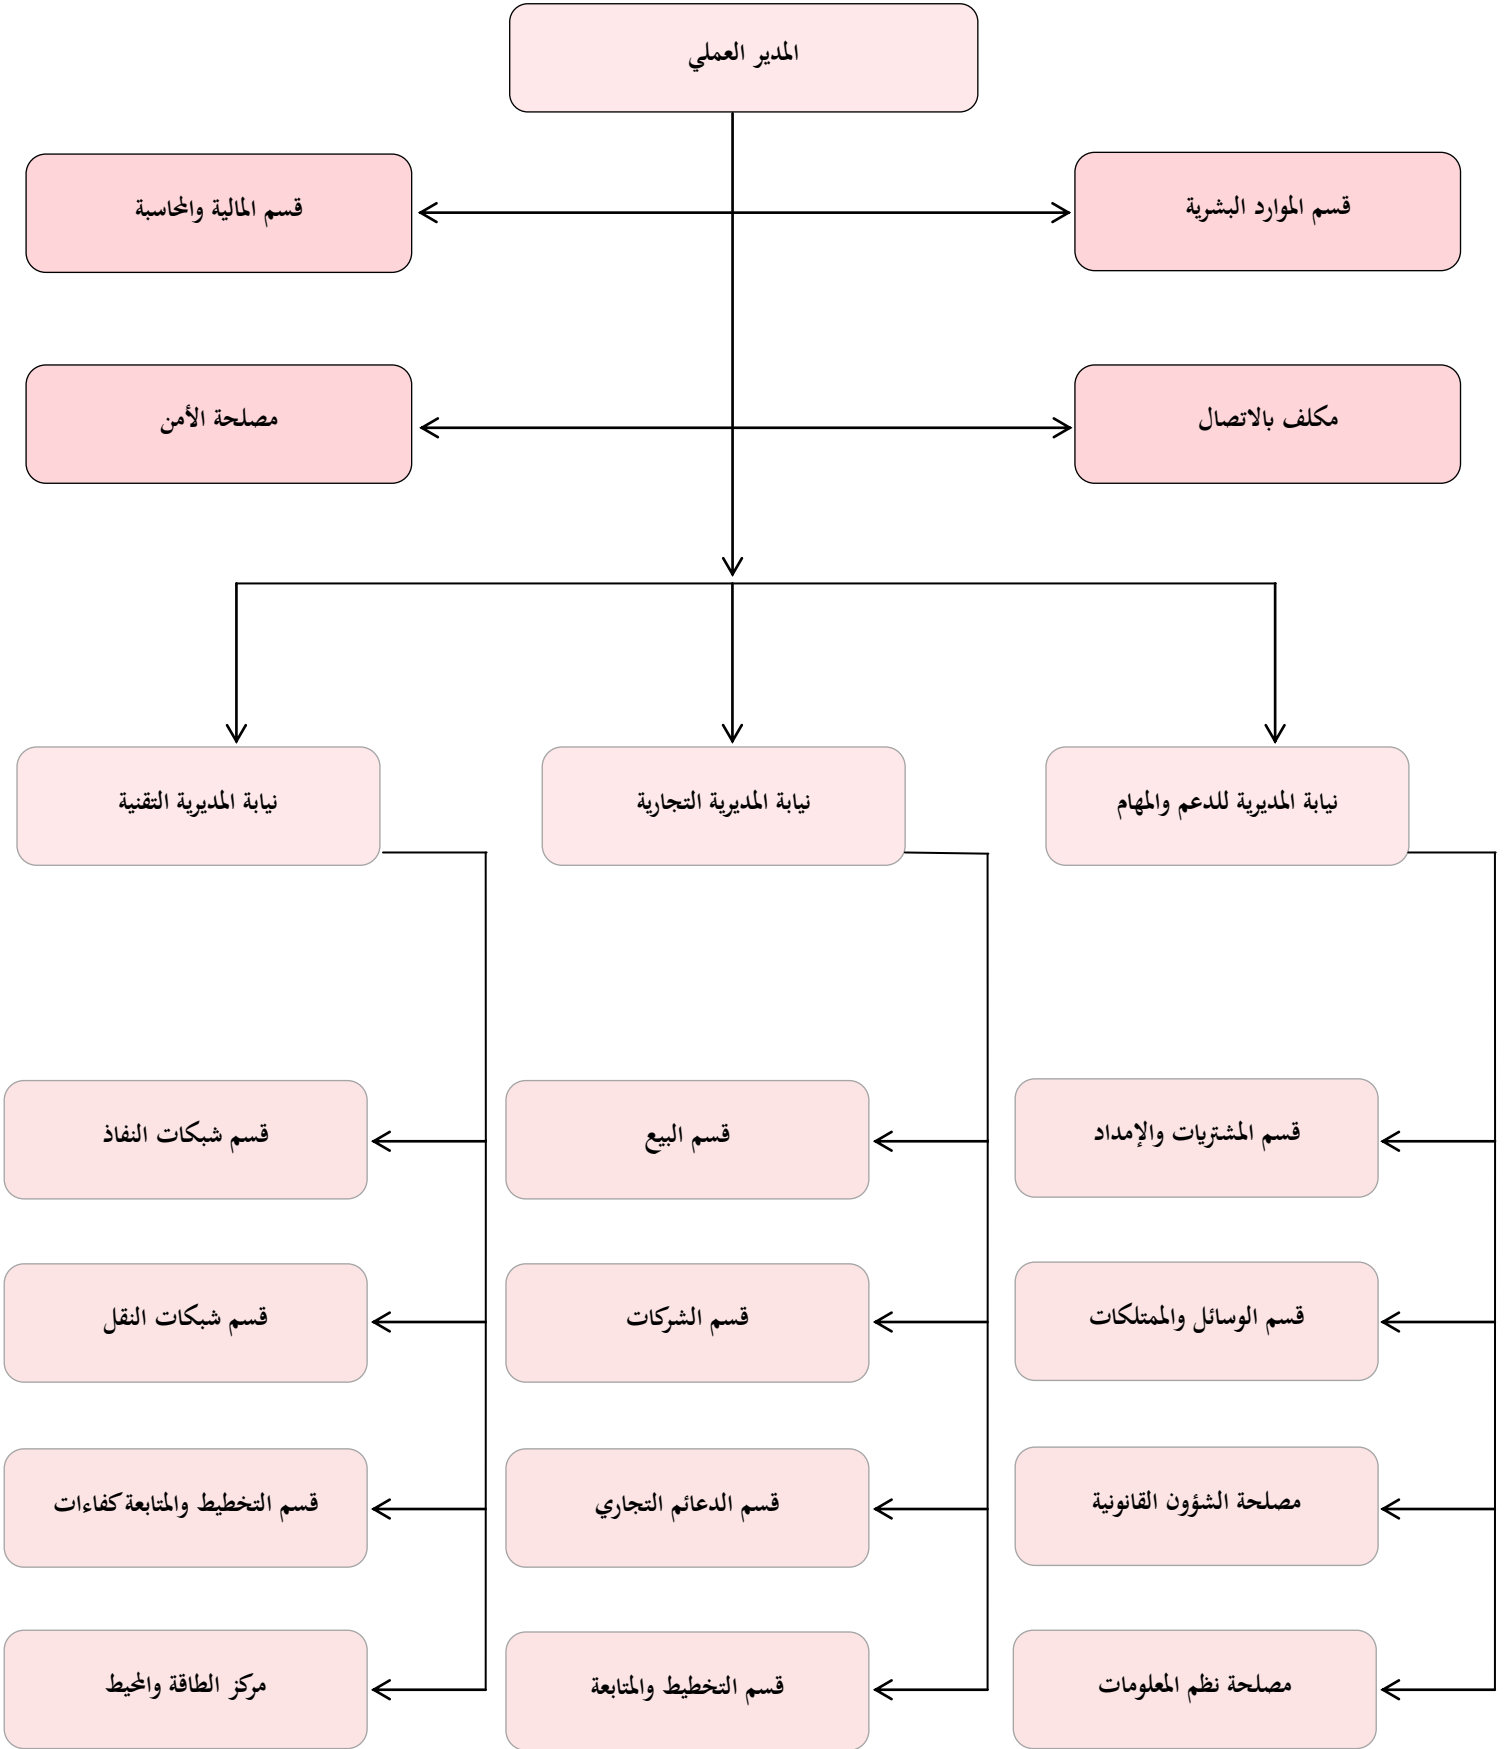 المدير العملي
قسم الموارد البشرية
قسم المالية والمحاسبة
مكلف بالاتصال
مصلحة الأمن
نيابة المديرية للدعم والمهام
نيابة المديرية التجارية
نيابة المديرية التقنية
قسم المشتريات والإمداد
قسم البيع
قسم شبكات النفاذ
قسم الوسائل والممتلكات
قسم الشركات
قسم شبكات النقل
مصلحة الشؤون القانونية
قسم الدعائم التجاري
قسم التخطيط والمتابعة كفاءات
مصلحة نظم المعلومات
قسم التخطيط والمتابعة
مركز الطاقة والمحيط